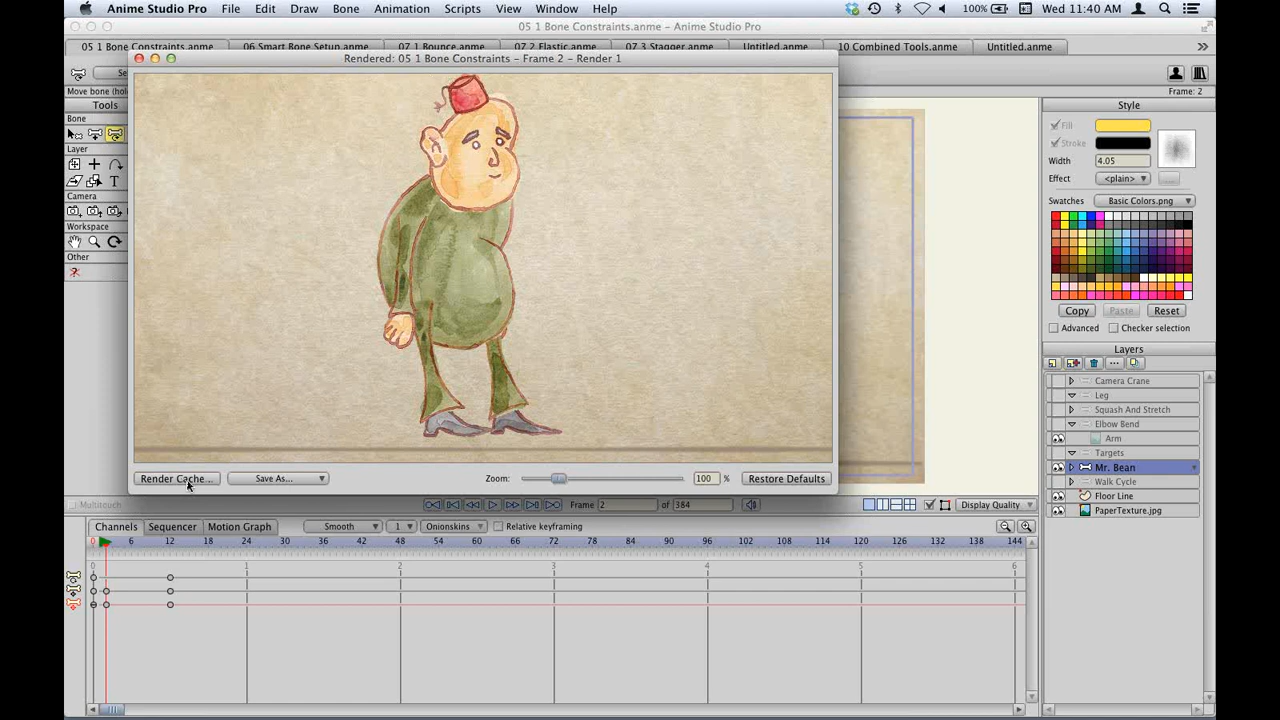 Anime Studio Pro File Edit Draw Bone Animation Scripts View Window Help 100% Wed 11:40 AM
05 1 Bone Constraints.anme - Anime Studio Pro
05 1 Bone Constraints.anme 06 Smart Bone Setup.anme 07 1 Bounce.anme 07 2 Elastic.anme 07 3 Stagger.anme Untitled.anme 10 Combined Tools.anme Untitled.anme
Rendered: 05 1 Bone Constraints - Frame 2 - Render 1
Move bone (hol
Frame: 2
Tools
Bone
Layer
Camera
Workspace
Other
Style
Fill
Stroke
Width 4.05
Effect <plain>
Swatches Basic Colors.png
Copy Paste Reset
Advanced Checker selection
Layers
Camera Crane
Leg
Squash And Stretch
Elbow Bend
Arm
Targets
Mr. Bean
Walk Cycle
Floor Line
PaperTexture.jpg
Render Cache... Save As... Zoom: 100 % Restore Defaults
Multitouch Frame 2 of 384 Display Quality
Channels Sequencer Motion Graph Smooth 1 Onionskins Relative keyframing
0 6 12 18 24 30 36 42 48 54 60 66 72 78 84 90 96 102 108 114 120 126 132 138 144
0 1 2 3 4 5 6